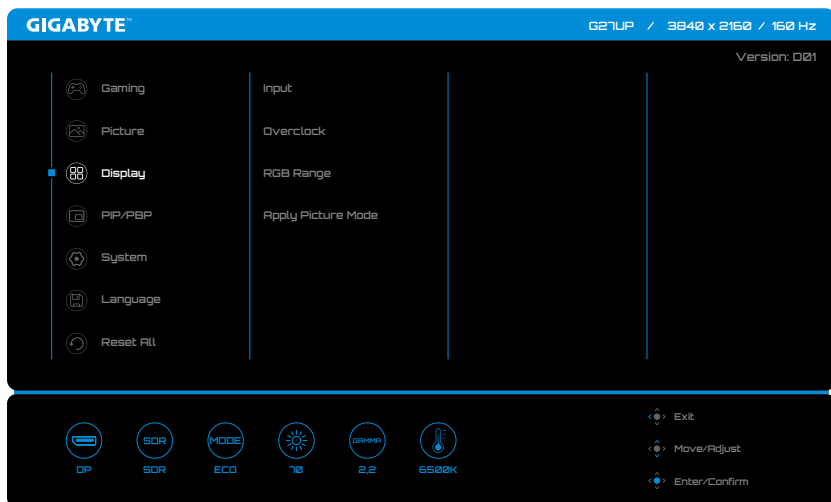 GIGABYTE™
G27UP / 3840 x 2160 / 160 Hz
Version: D01
Gaming
Input
Picture
Overclock
Display
RGB Range
PIP/PBP
Apply Picture Mode
System
Language
Reset All
Exit
SDR
MODE
GAMMA
Move/Adjust
DP
SDR
ECO
70
2,2
6500K
Enter/Confirm